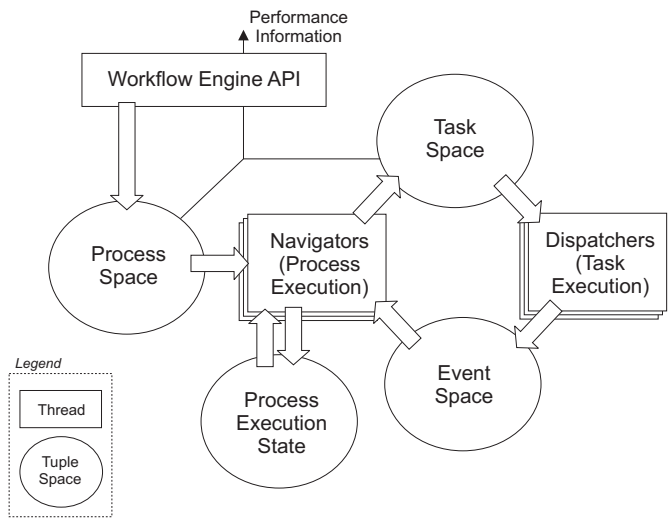 Performance
Information
Workflow Engine API
Task
Space
Process
Space
Navigators
(Process
Execution)
Dispatchers
(Task
Execution)
Event
Space
Process
Execution
State
Legend
Thread
Tuple
Space